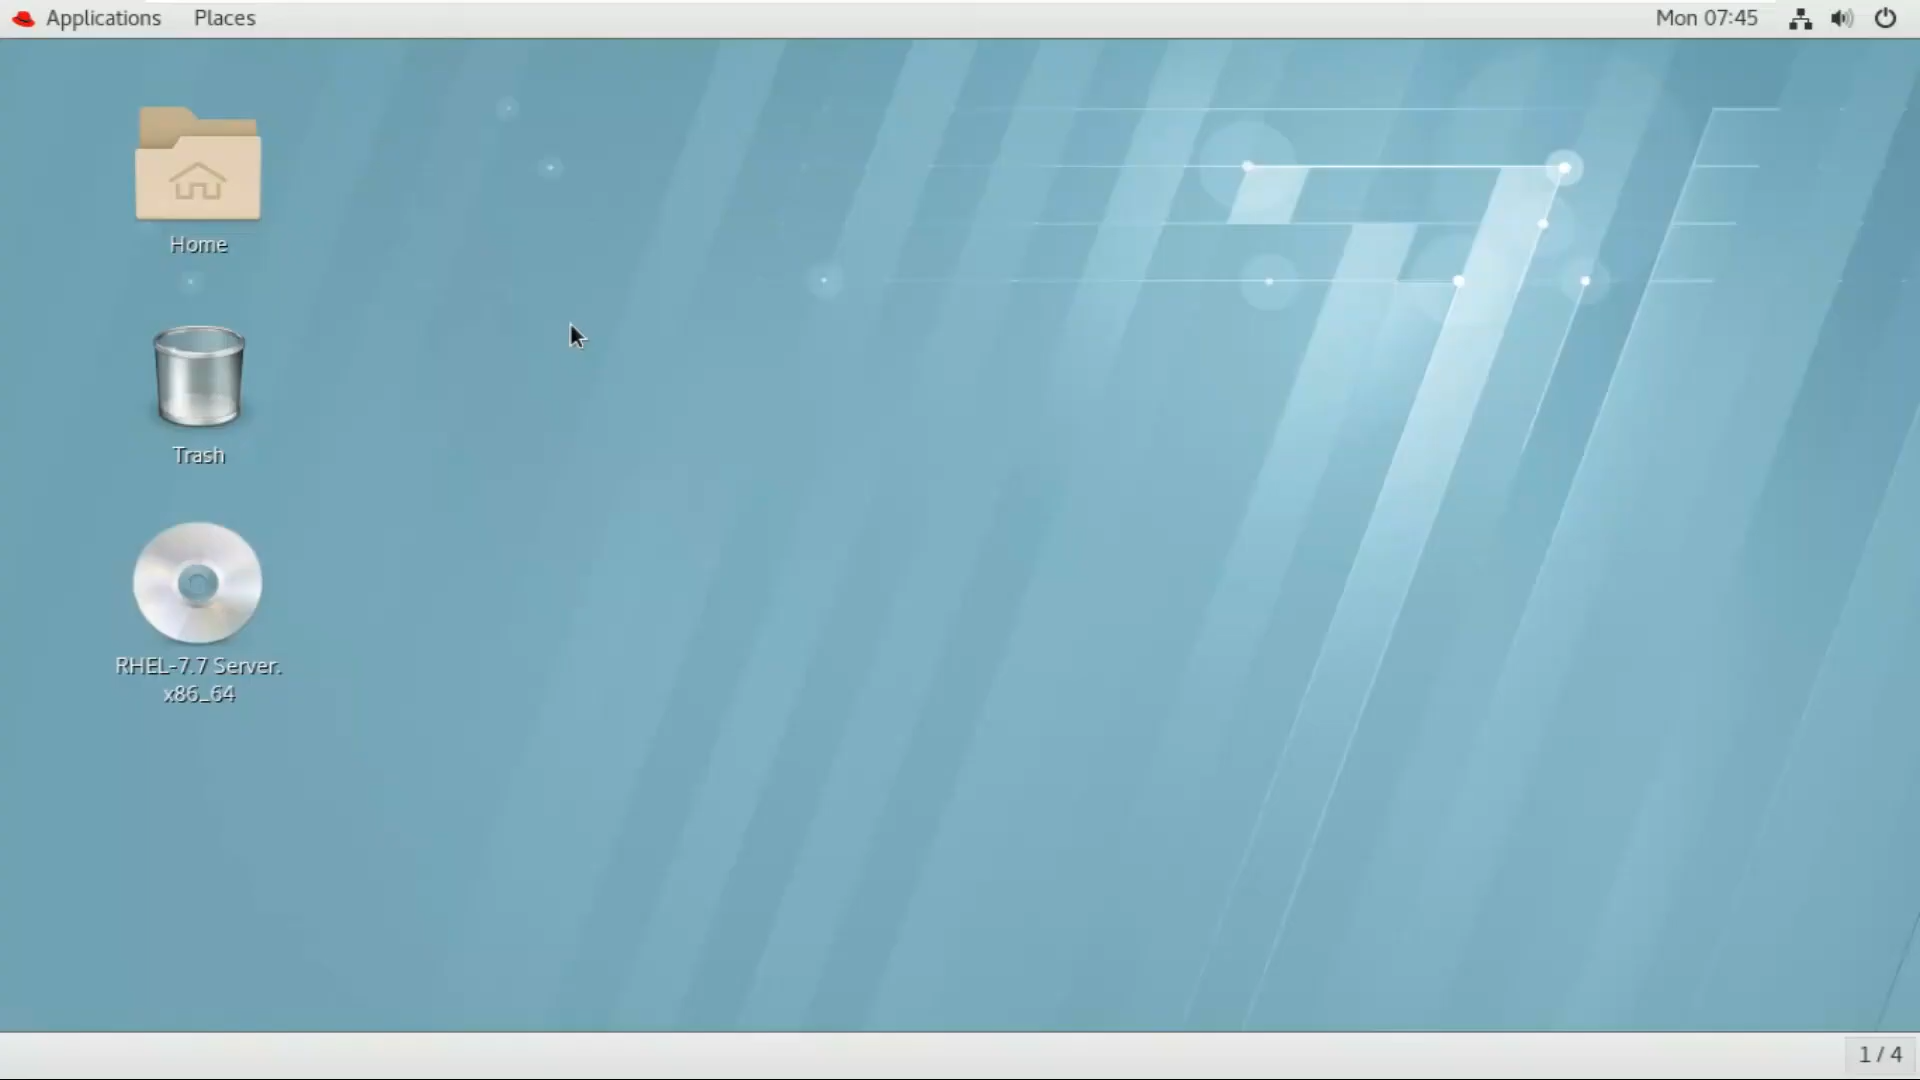 Applications Places Mon 07:45
Home
Trash
RHEL-7.7 Server.
x86_64
1 / 4